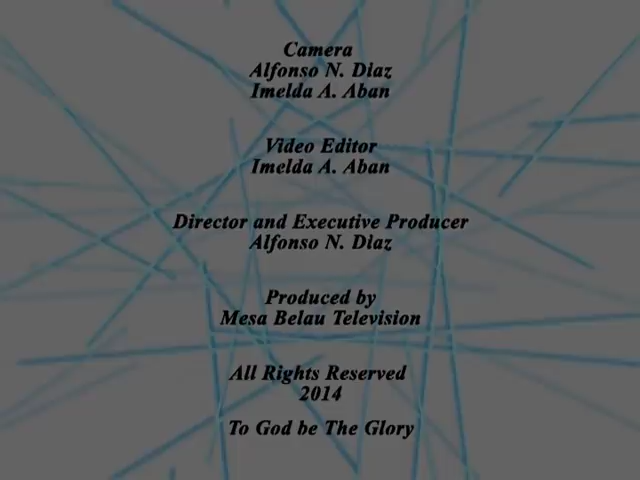 Camera
Alfonso N. Diaz
Imelda A. Aban
Video Editor
Imelda A. Aban
Director and Executive Producer
Alfonso N. Diaz
Produced by
Mesa Belau Television
All Rights Reserved
2014
To God be The Glory